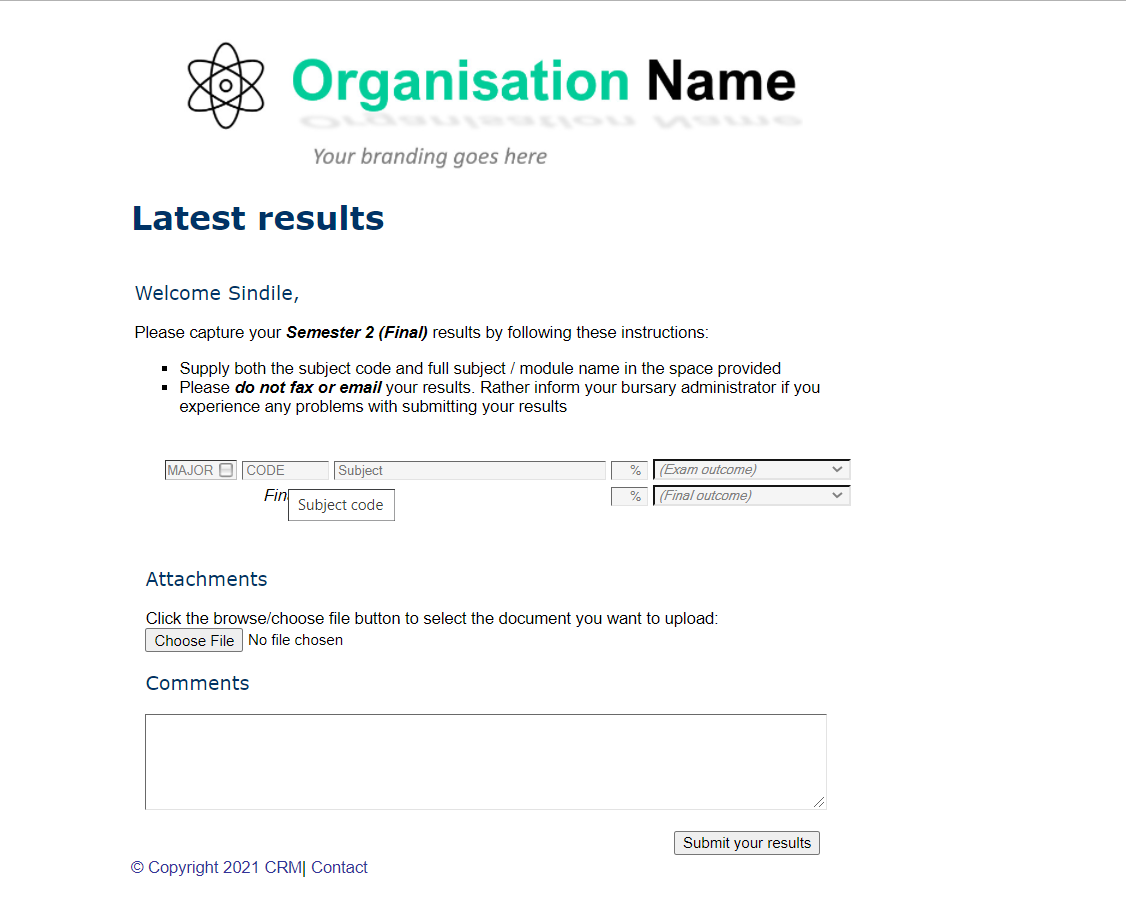 Organisation Name
Your branding goes here
Latest results
Welcome Sindile,
Please capture your Semester 2 (Final) results by following these instructions:
▪ Supply both the subject code and full subject / module name in the space provided
▪ Please do not fax or email your results. Rather inform your bursary administrator if you
experience any problems with submitting your results
MAJOR CODE Subject % (Exam outcome)
% (Final outcome)
Subject code
Attachments
Click the browse/choose file button to select the document you want to upload:
Choose File No file chosen
Comments
Submit your results
© Copyright 2021 CRM| Contact